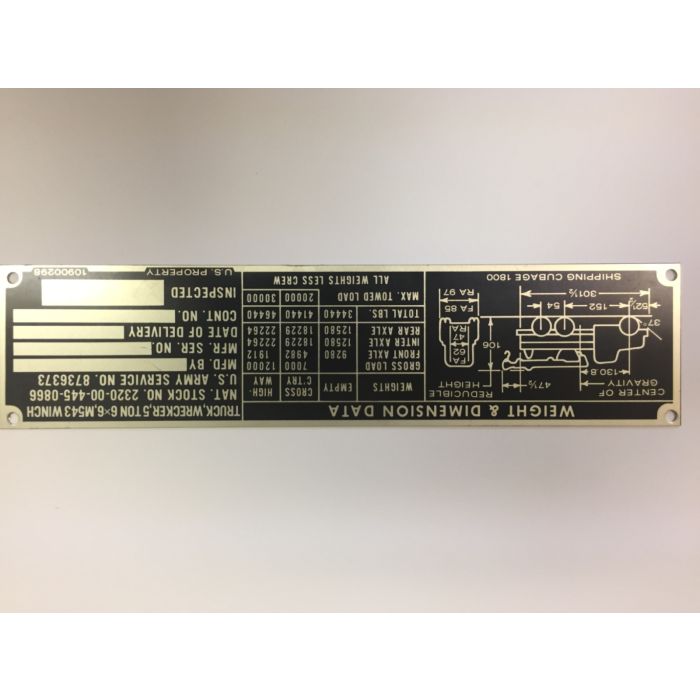 WEIGHT & DIMENSION DATA
CENTER OF
GRAVITY
REDUCIBLE
HEIGHT
130.8
47½
37°
106
FA
62
47
RA
52½
152
54
301½
FA 85
RA 97
SHIPPING CUBAGE 1800
WEIGHTS EMPTY CROSS C'TRY HIGH-WAY
GROSS LOAD 7000 12000
FRONT AXLE 9280 4982 1912
INTER AXLE 12580 18229 22264
REAR AXLE 12580 18229 22264
TOTAL LBS. 34440 41440 46440
MAX. TOWED LOAD 20000 30000
ALL WEIGHTS LESS CREW
TRUCK,WRECKER,5 TON 6×6,M543 WINCH
NAT. STOCK NO. 2320-00-445-0866
U.S. ARMY SERVICE NO. 8736373
MFD. BY
MFR. SER. NO.
DATE OF DELIVERY
CONT. NO.
INSPECTED
U.S. PROPERTY 10900298